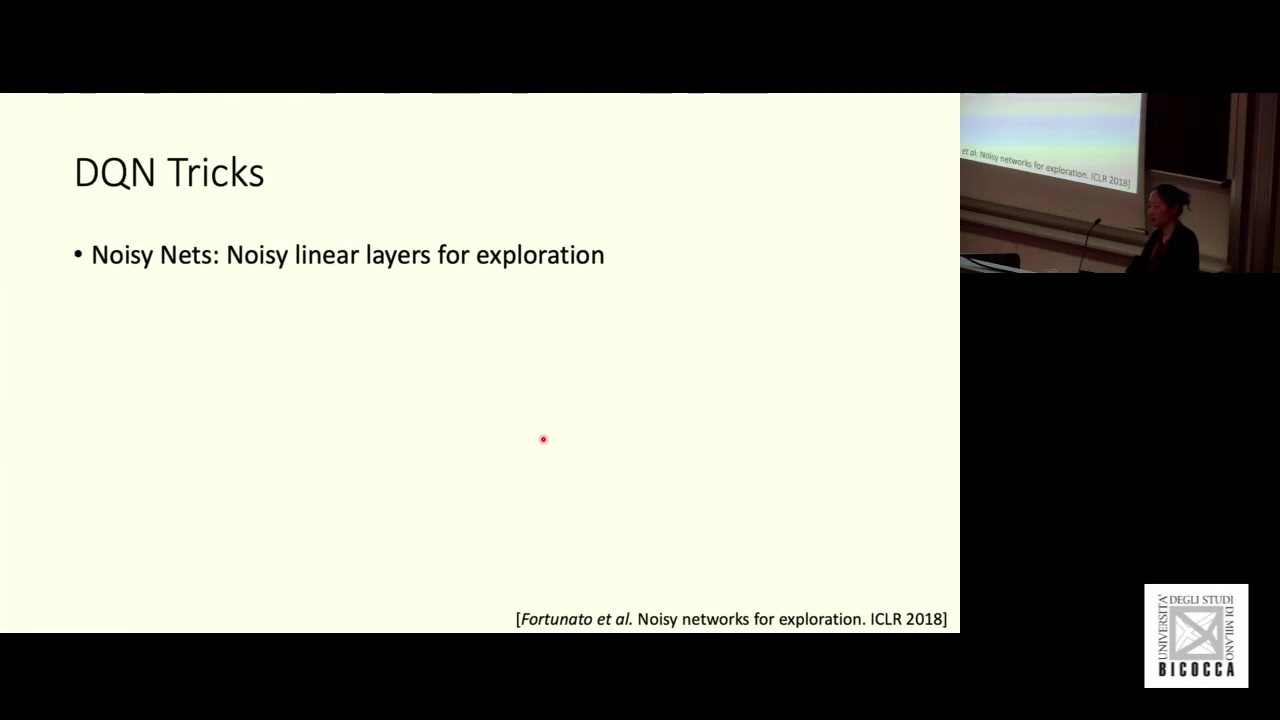 DQN Tricks
• Noisy Nets: Noisy linear layers for exploration
[Fortunato et al. Noisy networks for exploration. ICLR 2018]
et al. Noisy networks for exploration. ICLR 2018]
UNIVERSITA'
DEGLI STUDI
DI MILANO
BICOCCA